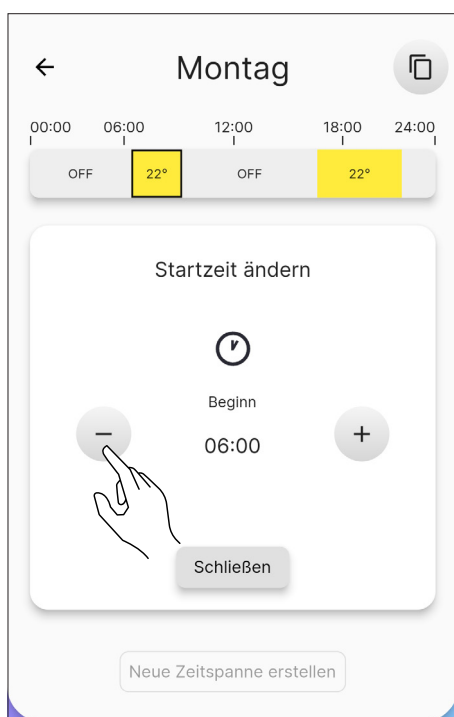 Montag
00:00 06:00 12:00 18:00 24:00
OFF 22° OFF 22°
Startzeit ändern
Beginn
06:00
Schließen
Neue Zeitspanne erstellen